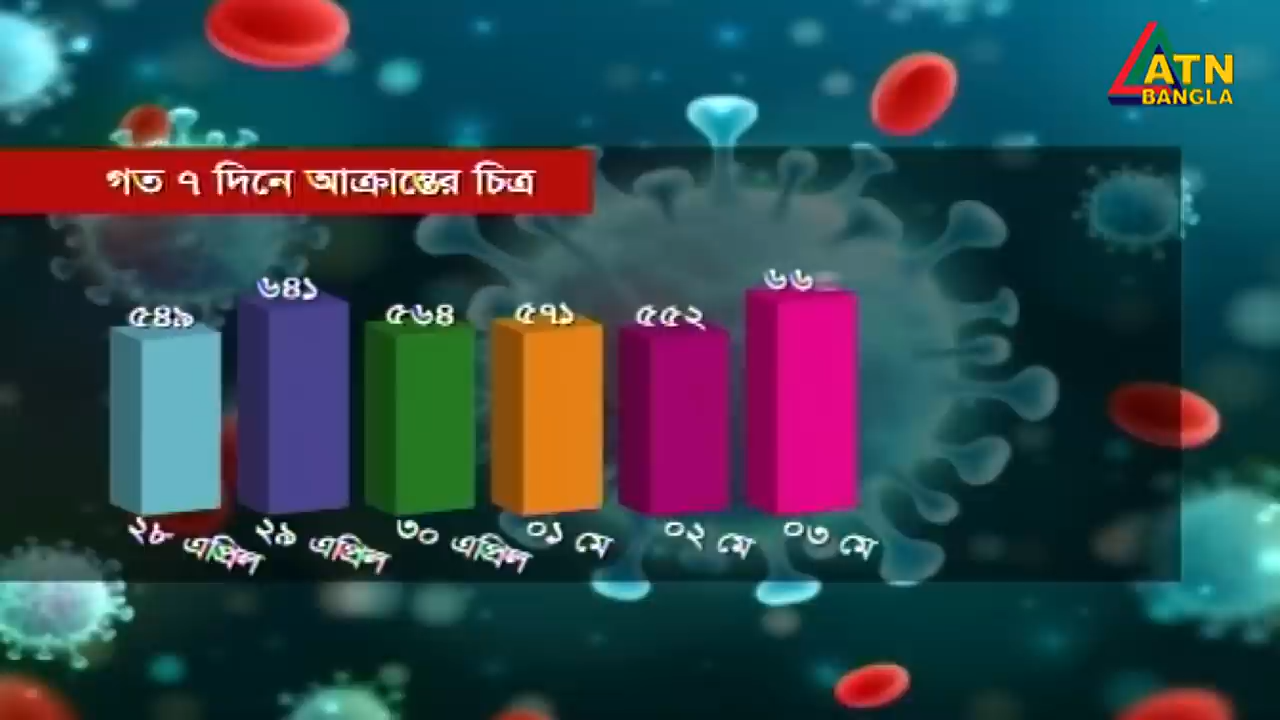 ATN
BANGLA
গত ৭ দিনে আক্রান্তের চিত্র
৫৪৯
৬৪১
৫৬৪
৫৭১
৫৫২
৬৬
২৮ এপ্রিল
২৯ এপ্রিল
৩০ এপ্রিল
০১ মে
০২ মে
০৩ মে